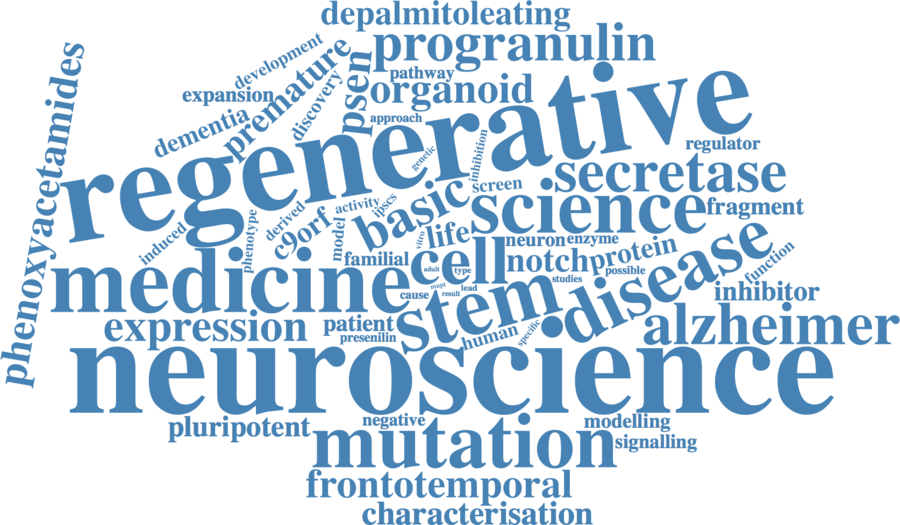 depalmitoleating
progranulin
development
premature
psen
pathway
organoid
expansion
discovery
approach
dementia
phenoxyacetamides
regenerative
genetic
inhibition
regulator
screen
secretase
basic
science
fragment
activity
ipscs
derived
phenotype
c9orf
model
induced
vitro
life
neuron
enzyme
familial
cell
notch
protein
disease
function
adult
type
possible
studies
medicine
mapt
lead
cause
result
stem
inhibitor
expression
patient
presenilin
human
specific
alzheimer
neuroscience
pluripotent
negative
modelling
mutation
signalling
frontotemporal
characterisation